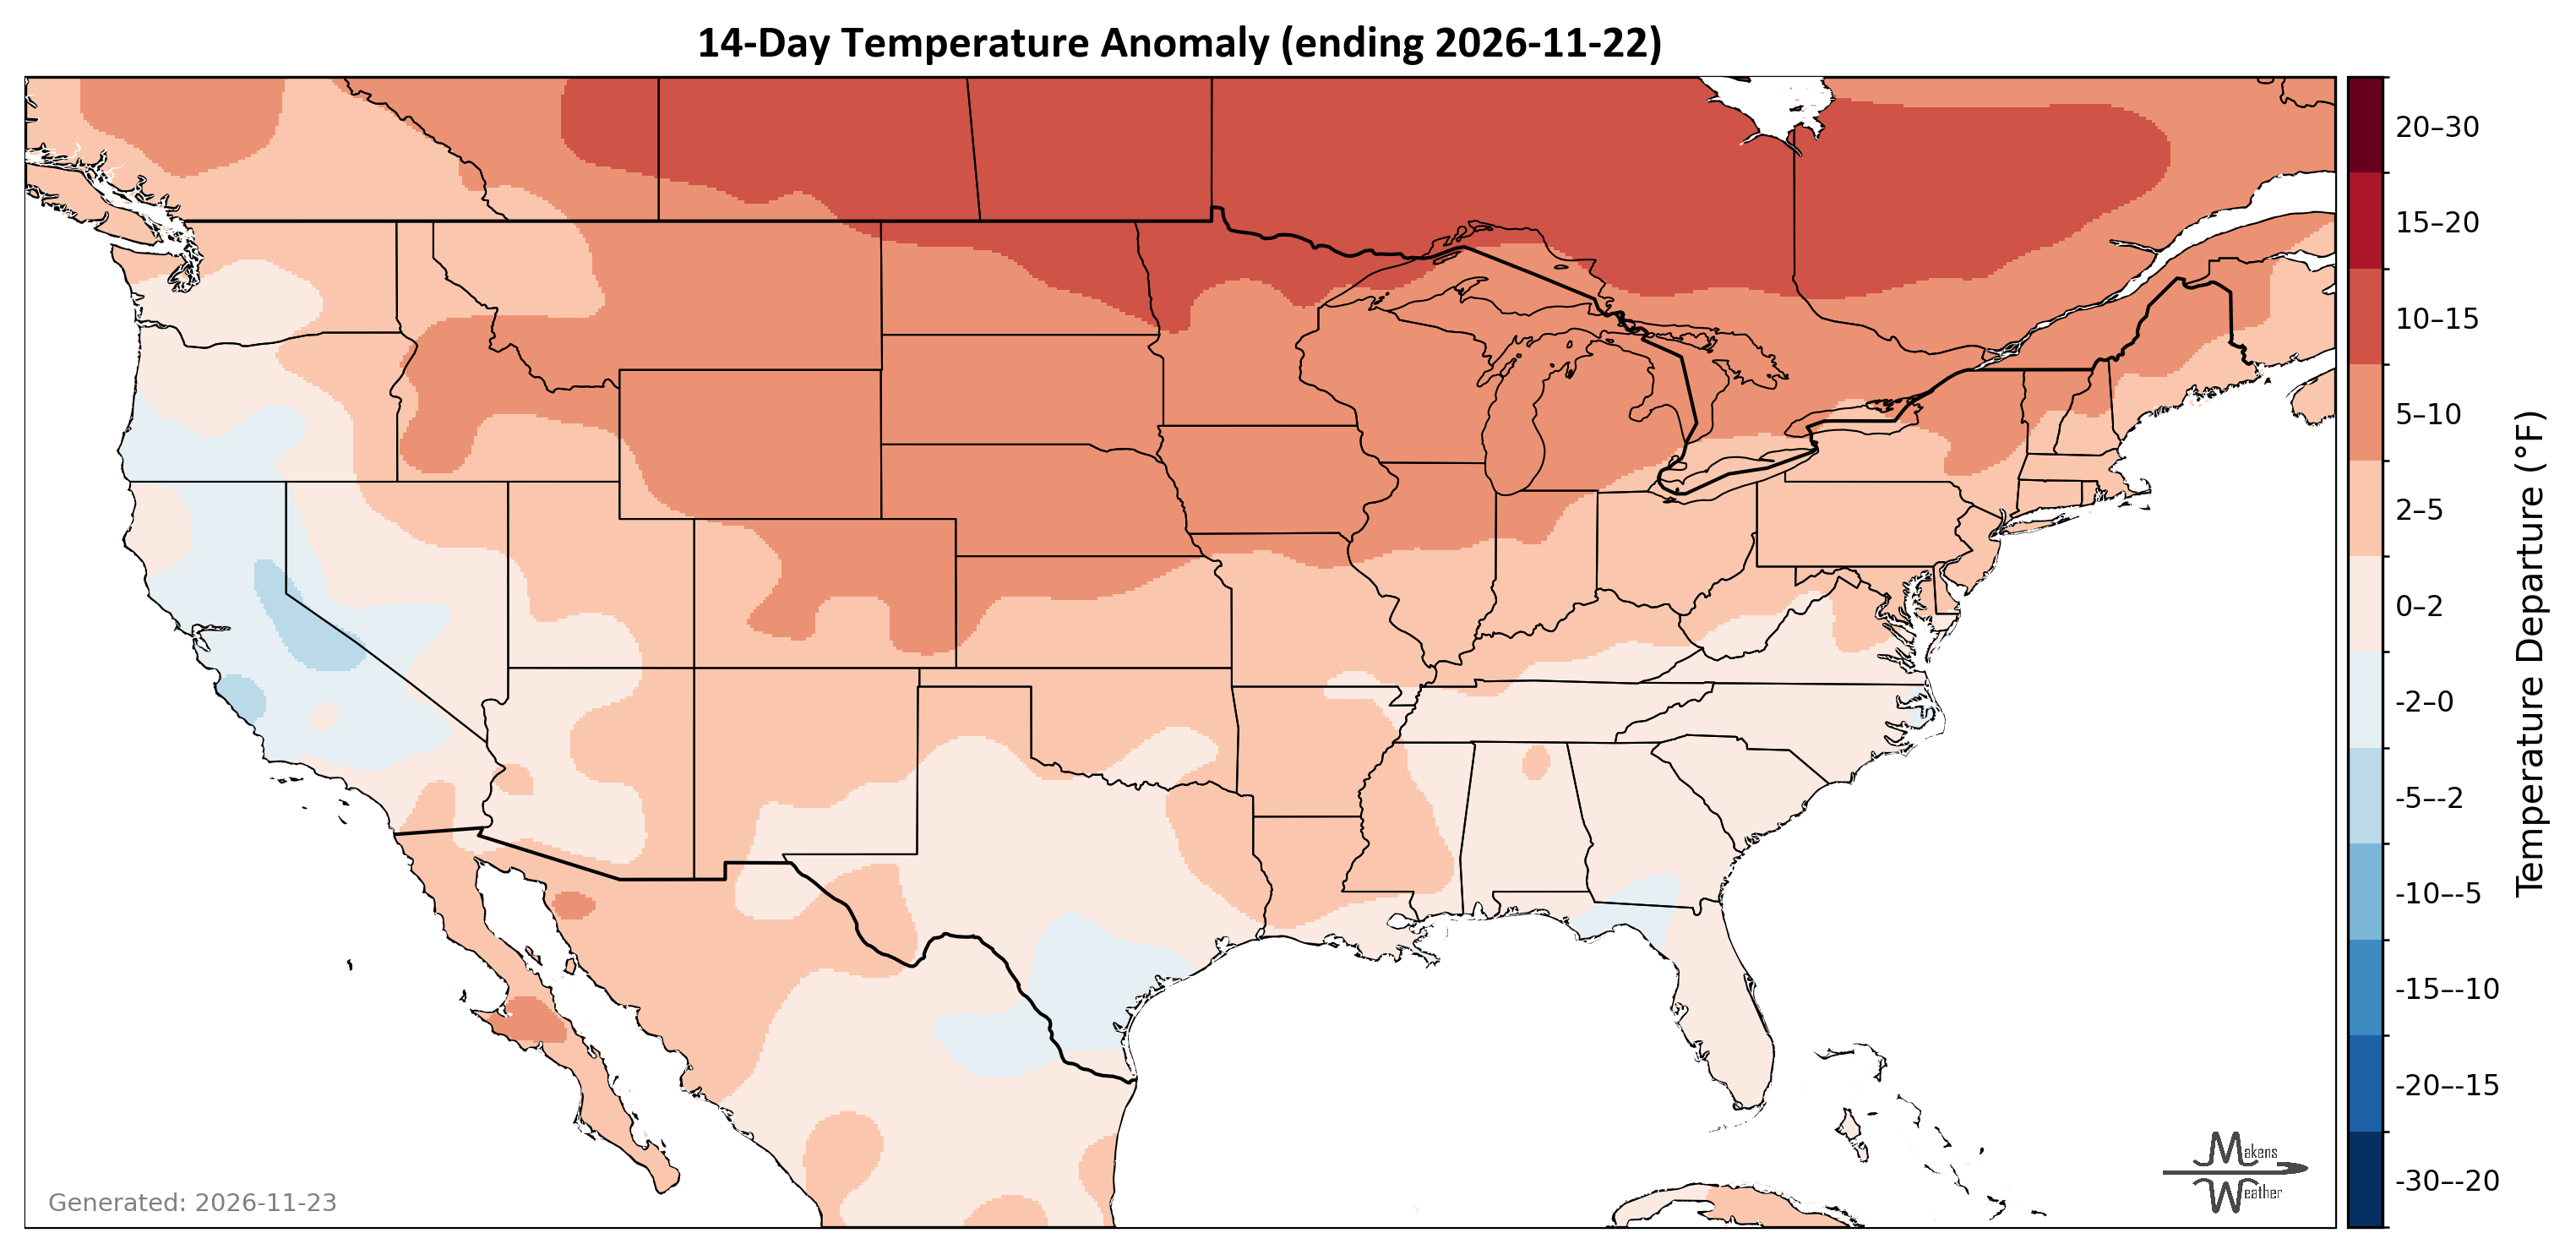 14-Day Temperature Anomaly (ending 2026-11-22)
20–30
15–20
10–15
5–10
2–5
0–2
-2–0
-5–-2
-10–-5
-15–-10
-20–-15
-30–-20
Temperature Departure (°F)
Generated: 2026-11-23
Makens
Weather